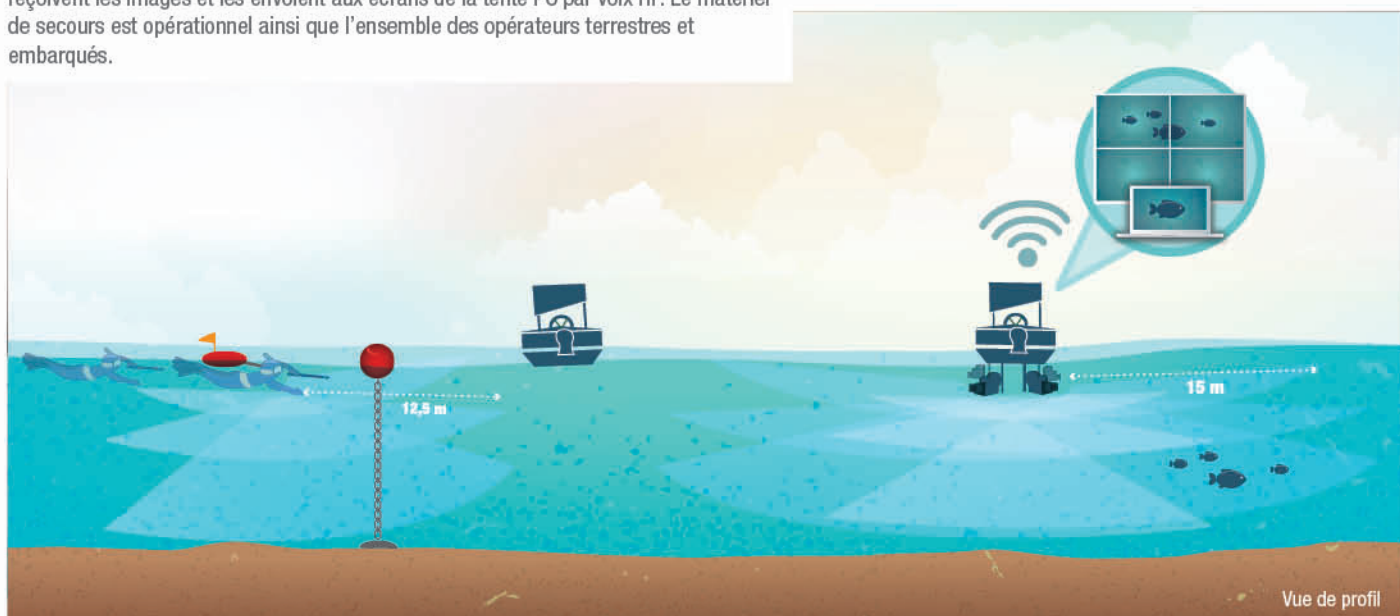 reçoivent les images et les envoient aux écrans de la tente PC par voix HF. Le matériel
de secours est opérationnel ainsi que l'ensemble des opérateurs terrestres et
embarqués.
12,5 m
15 m
Vue de profil